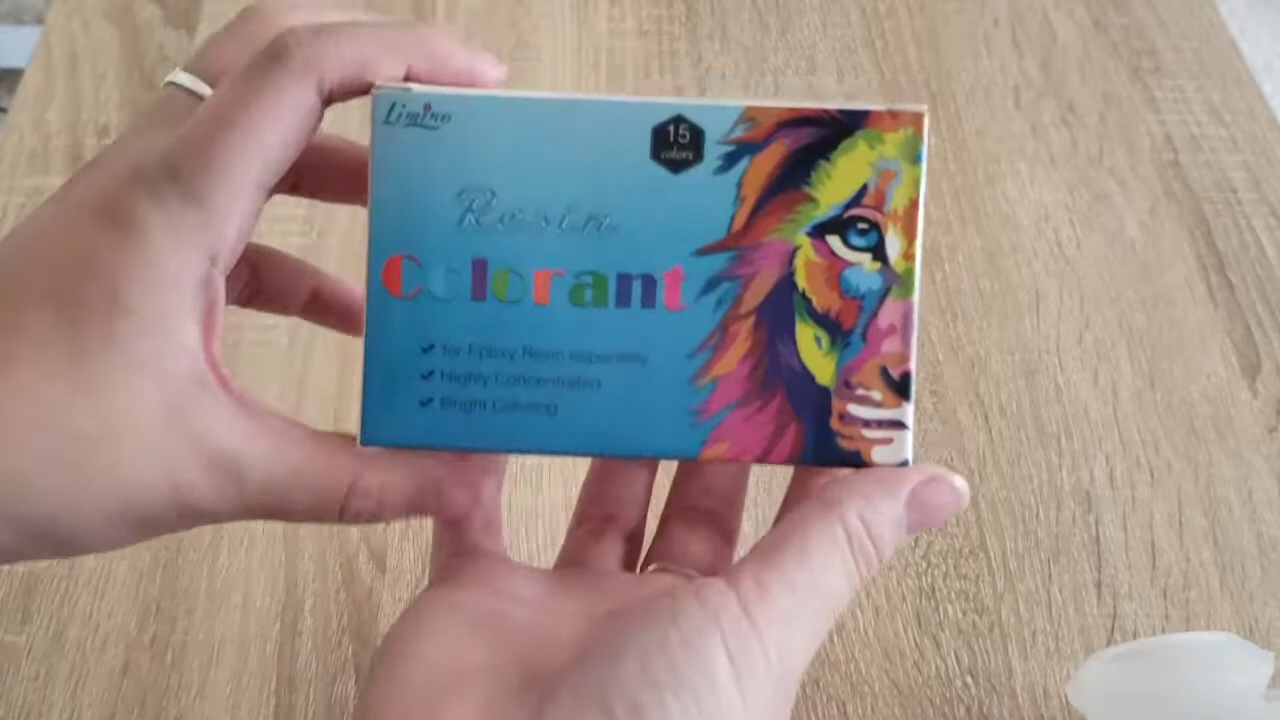 Limino
15
colors
Resin
Colorant
for Epoxy Resin especially
Highly Concentrated
Bright Coloring